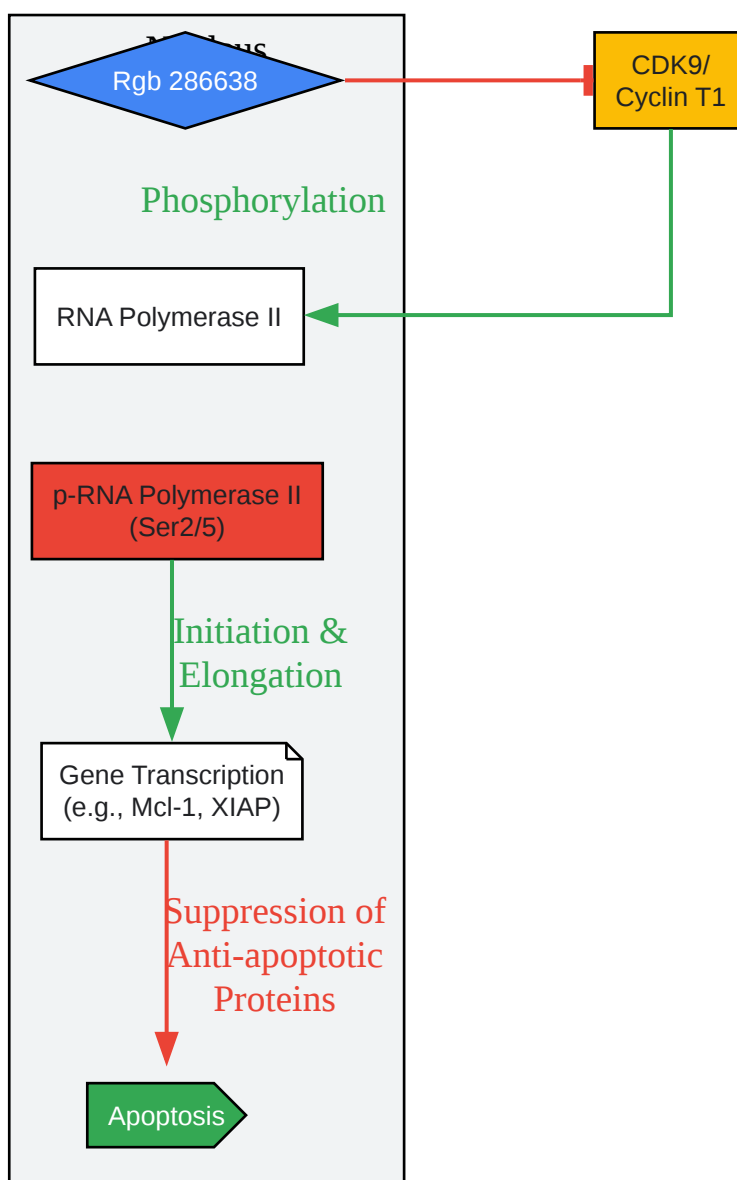 Rgb 286638
CDK9/
Cyclin T1
Phosphorylation
RNA Polymerase II
p-RNA Polymerase II
(Ser2/5)
Initiation &
Elongation
Gene Transcription
(e.g., Mcl-1, XIAP)
Suppression of
Anti-apoptotic
Proteins
Apoptosis